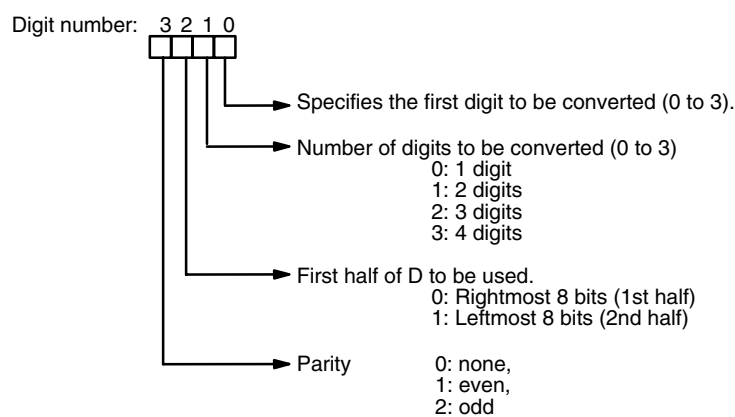 Digit number: 3 2 1 0
Specifies the first digit to be converted (0 to 3).
Number of digits to be converted (0 to 3)
0: 1 digit
1: 2 digits
2: 3 digits
3: 4 digits
First half of D to be used.
0: Rightmost 8 bits (1st half)
1: Leftmost 8 bits (2nd half)
Parity 0: none,
1: even,
2: odd